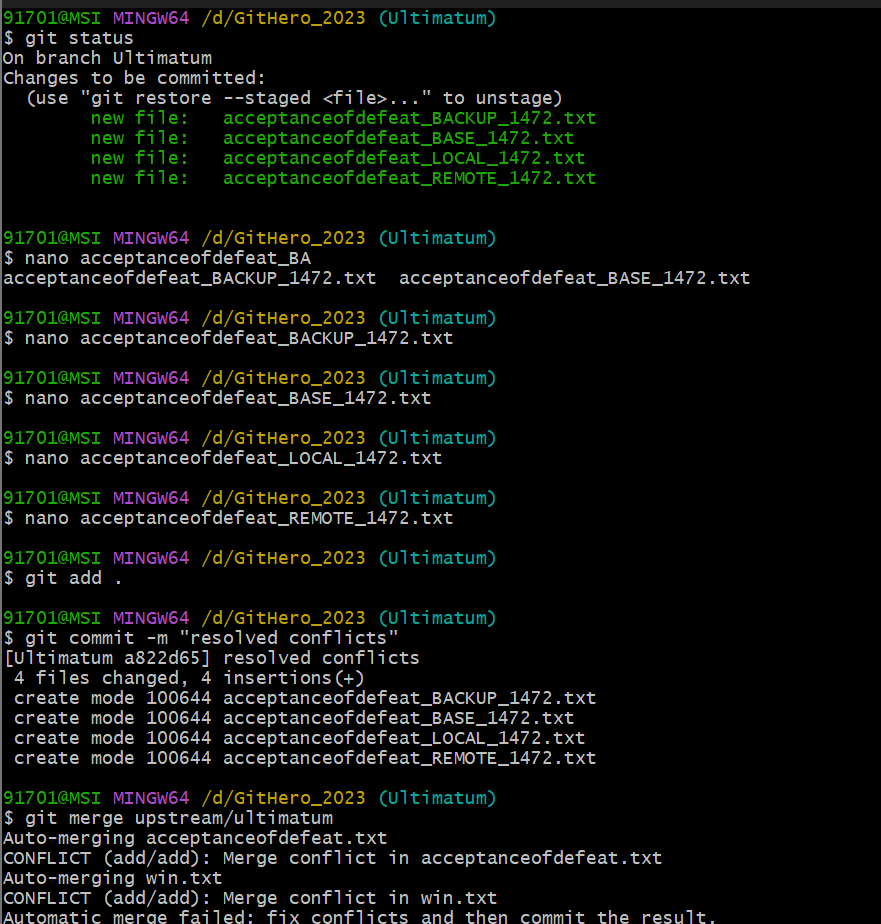 91701@MSI MINGW64 /d/GitHero_2023 (Ultimatum)
$ git status
On branch Ultimatum
Changes to be committed:
  (use "git restore --staged <file>..." to unstage)
        new file:   acceptanceofdefeat_BACKUP_1472.txt
        new file:   acceptanceofdefeat_BASE_1472.txt
        new file:   acceptanceofdefeat_LOCAL_1472.txt
        new file:   acceptanceofdefeat_REMOTE_1472.txt
91701@MSI MINGW64 /d/GitHero_2023 (Ultimatum)
$ nano acceptanceofdefeat_BA
acceptanceofdefeat_BACKUP_1472.txt  acceptanceofdefeat_BASE_1472.txt
91701@MSI MINGW64 /d/GitHero_2023 (Ultimatum)
$ nano acceptanceofdefeat_BACKUP_1472.txt
91701@MSI MINGW64 /d/GitHero_2023 (Ultimatum)
$ nano acceptanceofdefeat_BASE_1472.txt
91701@MSI MINGW64 /d/GitHero_2023 (Ultimatum)
$ nano acceptanceofdefeat_LOCAL_1472.txt
91701@MSI MINGW64 /d/GitHero_2023 (Ultimatum)
$ nano acceptanceofdefeat_REMOTE_1472.txt
91701@MSI MINGW64 /d/GitHero_2023 (Ultimatum)
$ git add .
91701@MSI MINGW64 /d/GitHero_2023 (Ultimatum)
$ git commit -m "resolved conflicts"
[Ultimatum a822d65] resolved conflicts
 4 files changed, 4 insertions(+)
 create mode 100644 acceptanceofdefeat_BACKUP_1472.txt
 create mode 100644 acceptanceofdefeat_BASE_1472.txt
 create mode 100644 acceptanceofdefeat_LOCAL_1472.txt
 create mode 100644 acceptanceofdefeat_REMOTE_1472.txt
91701@MSI MINGW64 /d/GitHero_2023 (Ultimatum)
$ git merge upstream/ultimatum
Auto-merging acceptanceofdefeat.txt
CONFLICT (add/add): Merge conflict in acceptanceofdefeat.txt
Auto-merging win.txt
CONFLICT (add/add): Merge conflict in win.txt
Automatic merge failed; fix conflicts and then commit the result.